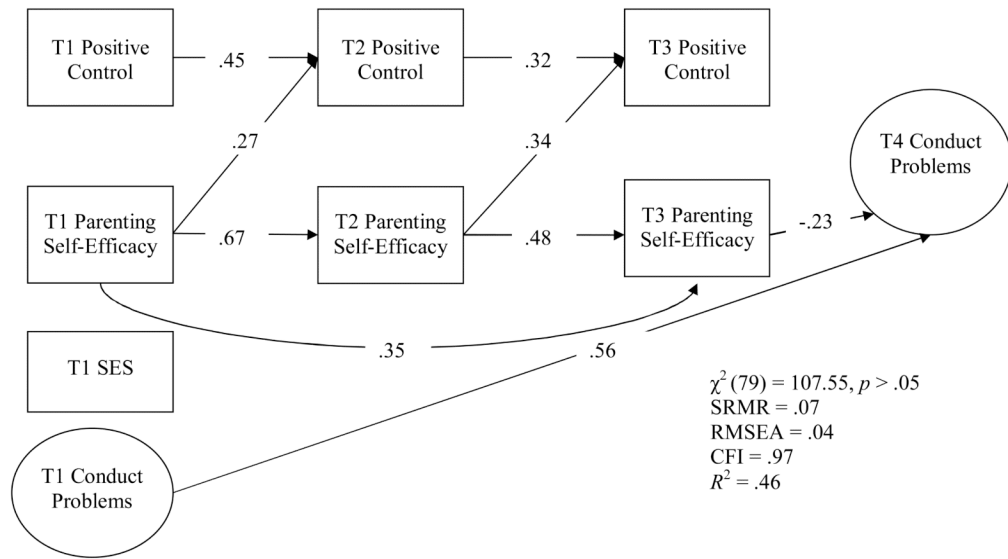 T1 Positive
Control
.45
T2 Positive
Control
.32
T3 Positive
Control
.27
.34
T4 Conduct
Problems
T1 Parenting
Self-Efficacy
.67
T2 Parenting
Self-Efficacy
.48
T3 Parenting
Self-Efficacy
-.23
.35
.56
T1 SES
χ² (79) = 107.55, p > .05
SRMR = .07
RMSEA = .04
CFI = .97
R² = .46
T1 Conduct
Problems